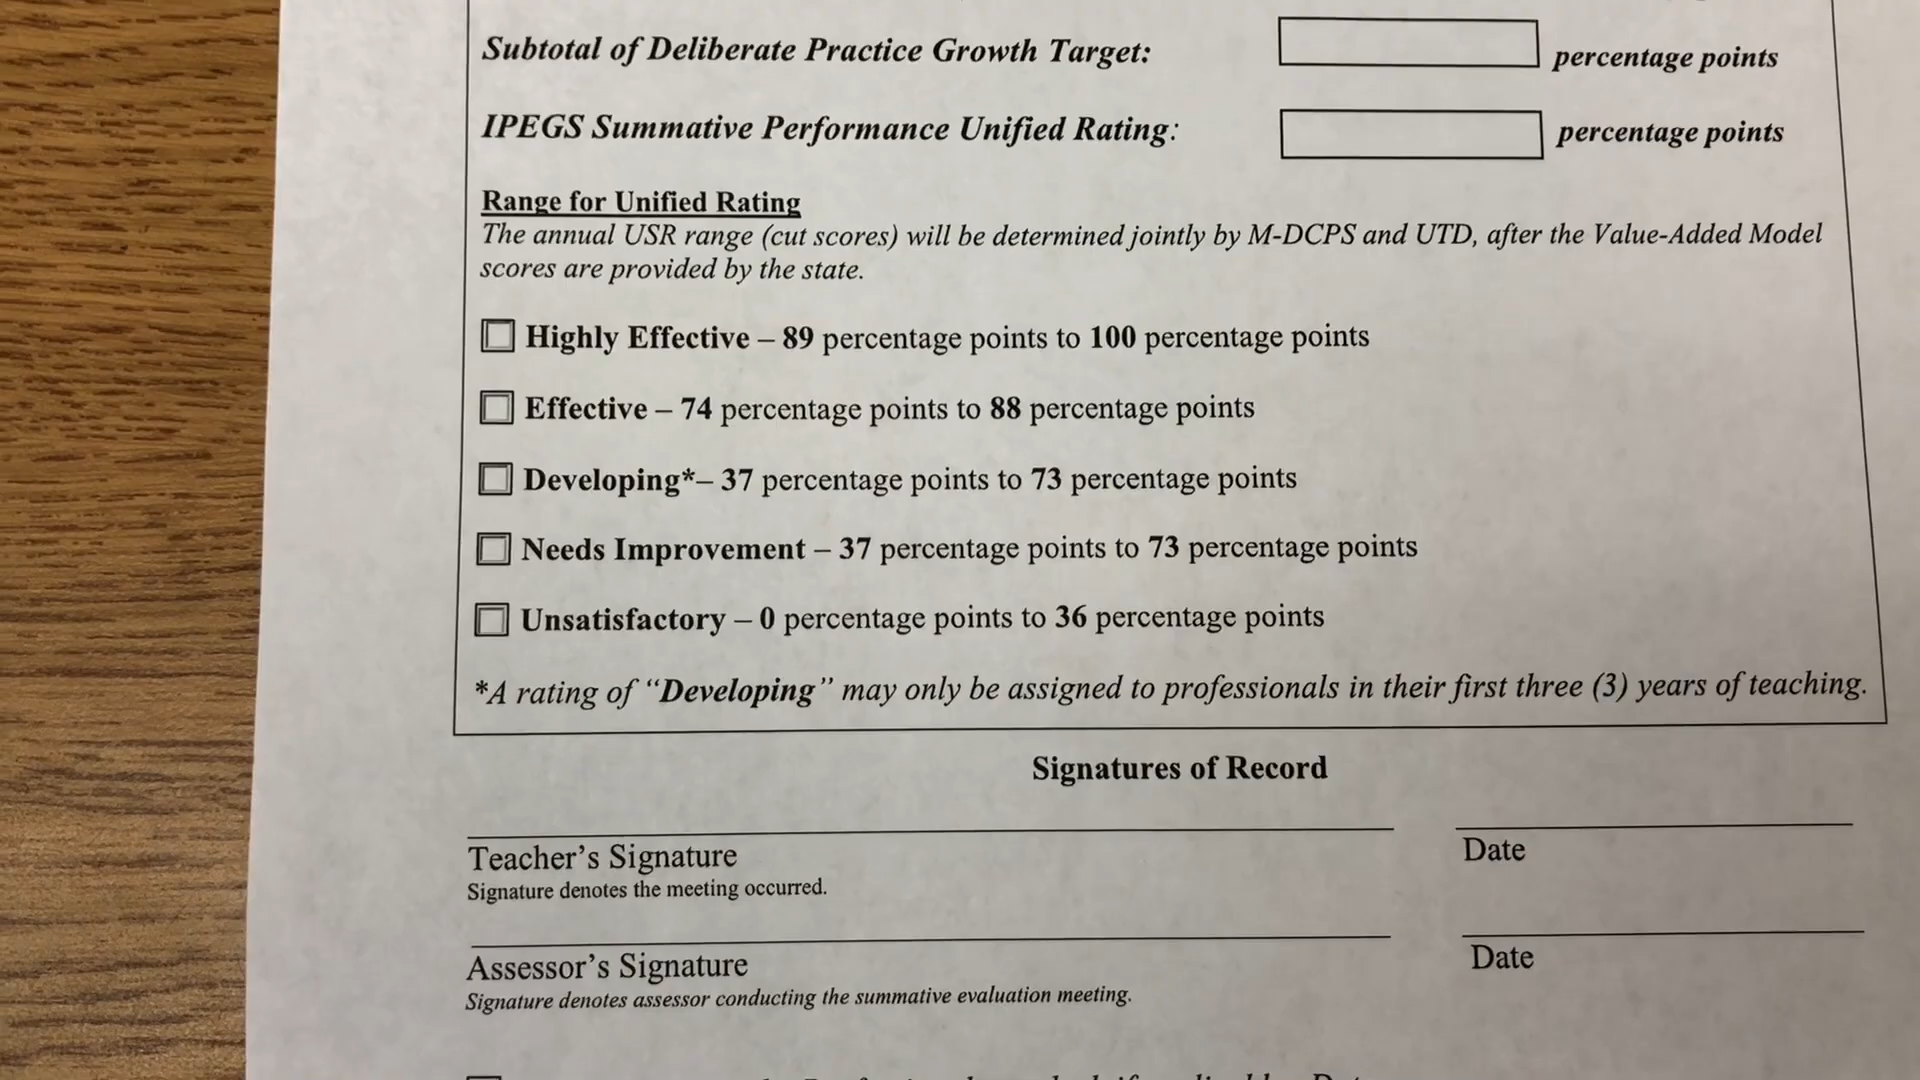 Subtotal of Deliberate Practice Growth Target: percentage points
IPEGS Summative Performance Unified Rating: percentage points
Range for Unified Rating
The annual USR range (cut scores) will be determined jointly by M-DCPS and UTD, after the Value-Added Model
scores are provided by the state.
Highly Effective – 89 percentage points to 100 percentage points
Effective – 74 percentage points to 88 percentage points
Developing*– 37 percentage points to 73 percentage points
Needs Improvement – 37 percentage points to 73 percentage points
Unsatisfactory – 0 percentage points to 36 percentage points
*A rating of “Developing” may only be assigned to professionals in their first three (3) years of teaching.
Signatures of Record
Teacher’s Signature Date
Signature denotes the meeting occurred.
Assessor’s Signature Date
Signature denotes assessor conducting the summative evaluation meeting.